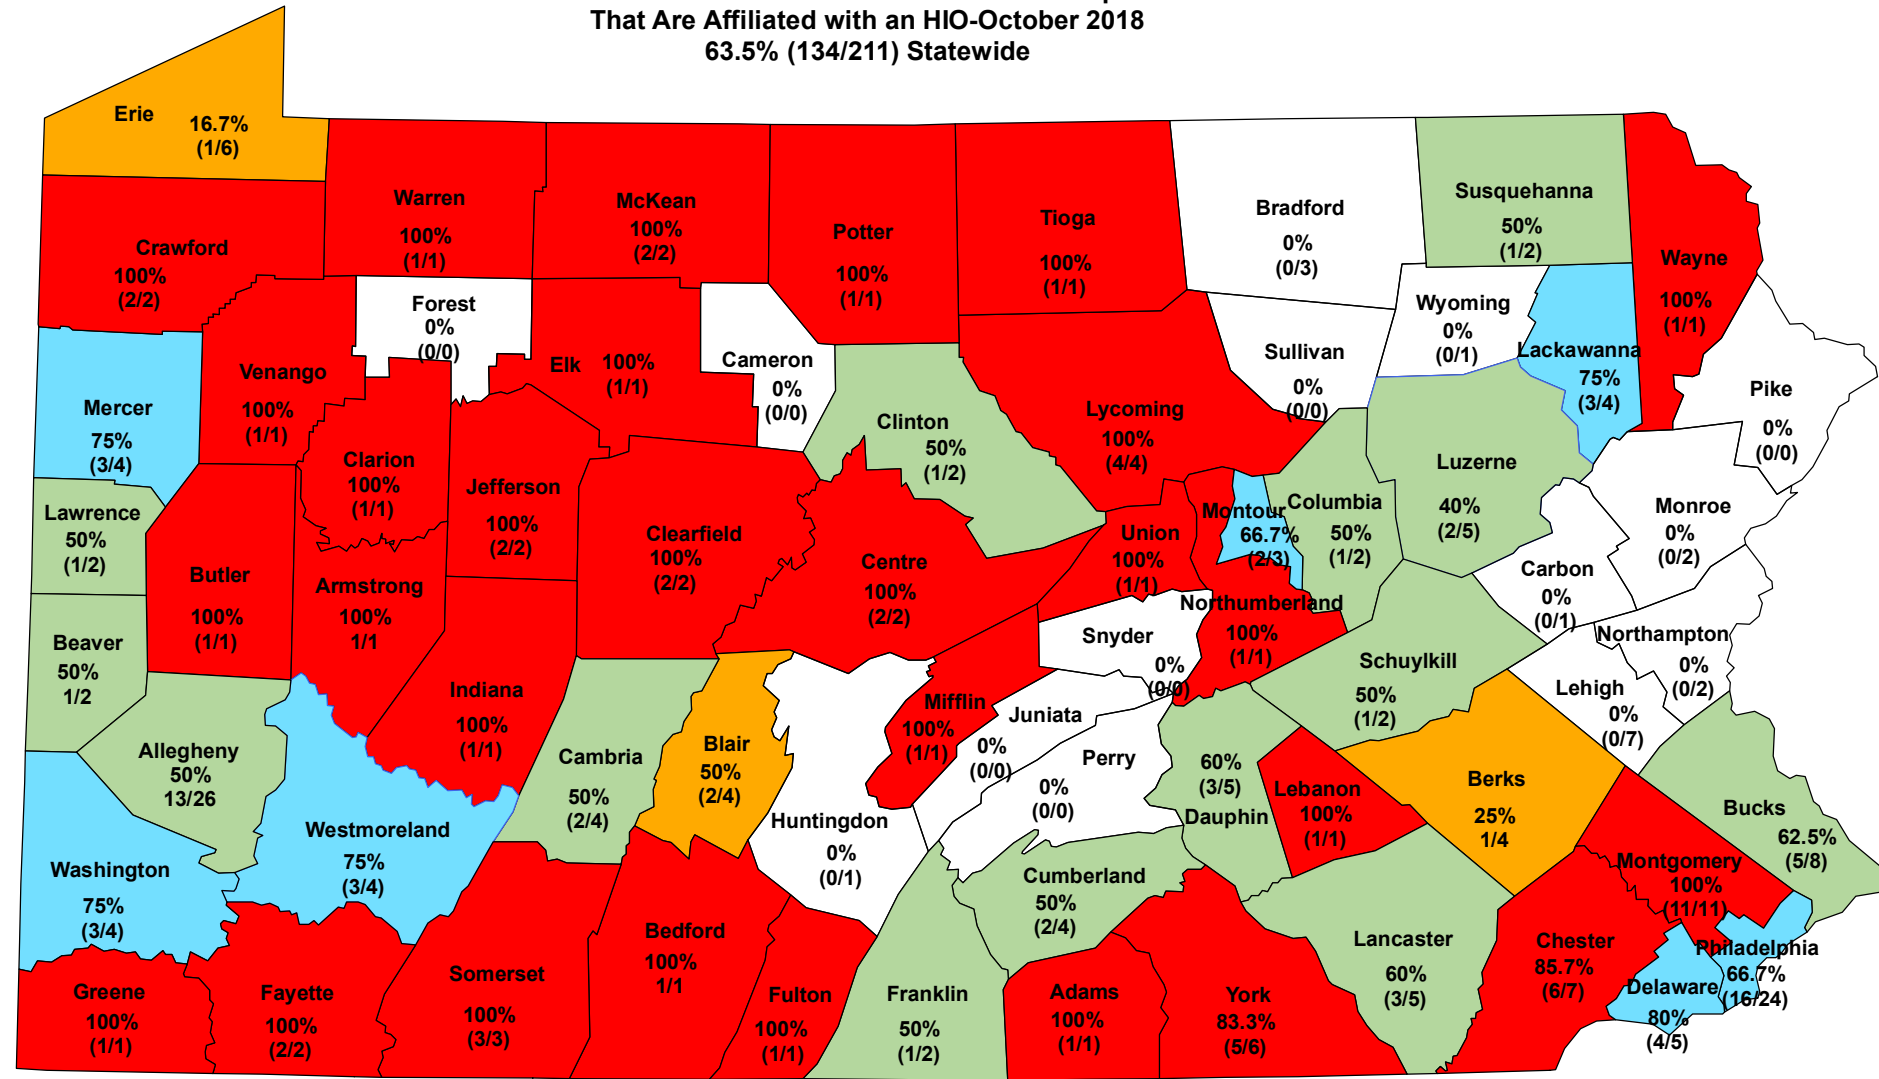 That Are Affiliated with an HIO-October 2018
63.5% (134/211) Statewide
Erie
16.7%
(1/6)
Crawford
100%
(2/2)
Warren
100%
(1/1)
McKean
100%
(2/2)
Potter
100%
(1/1)
Tioga
100%
(1/1)
Bradford
0%
(0/3)
Susquehanna
50%
(1/2)
Wayne
100%
(1/1)
Forest
0%
(0/0)
Wyoming
0%
(0/1)
Lackawanna
75%
(3/4)
Venango
100%
(1/1)
Elk
100%
(1/1)
Cameron
0%
(0/0)
Sullivan
0%
(0/0)
Pike
0%
(0/0)
Mercer
75%
(3/4)
Clinton
50%
(1/2)
Lycoming
100%
(4/4)
Clarion
100%
(1/1)
Jefferson
100%
(2/2)
Luzerne
40%
(2/5)
Lawrence
50%
(1/2)
Clearfield
100%
(2/2)
Centre
100%
(2/2)
Union
100%
(1/1)
Montour
66.7%
(2/3)
Columbia
50%
(1/2)
Monroe
0%
(0/2)
Carbon
0%
(0/1)
Butler
100%
(1/1)
Armstrong
100%
1/1
Northumberland
100%
(1/1)
Beaver
50%
1/2
Snyder
0%
(0/0)
Northampton
0%
(0/2)
Schuylkill
50%
(1/2)
Lehigh
0%
(0/7)
Indiana
100%
(1/1)
Mifflin
100%
(1/1)
Juniata
0%
(0/0)
Allegheny
50%
13/26
Cambria
50%
(2/4)
Blair
50%
(2/4)
Perry
0%
(0/0)
60%
(3/5)
Dauphin
Lebanon
100%
(1/1)
Berks
25%
1/4
Bucks
62.5%
(5/8)
Westmoreland
75%
(3/4)
Huntingdon
0%
(0/1)
Washington
75%
(3/4)
Cumberland
50%
(2/4)
Montgomery
100%
(11/11)
Bedford
100%
1/1
Lancaster
60%
(3/5)
Chester
85.7%
(6/7)
Philadelphia
66.7%
(16/24)
Delaware
80%
(4/5)
Greene
100%
(1/1)
Fayette
100%
(2/2)
Somerset
100%
(3/3)
Fulton
100%
(1/1)
Franklin
50%
(1/2)
Adams
100%
(1/1)
York
83.3%
(5/6)